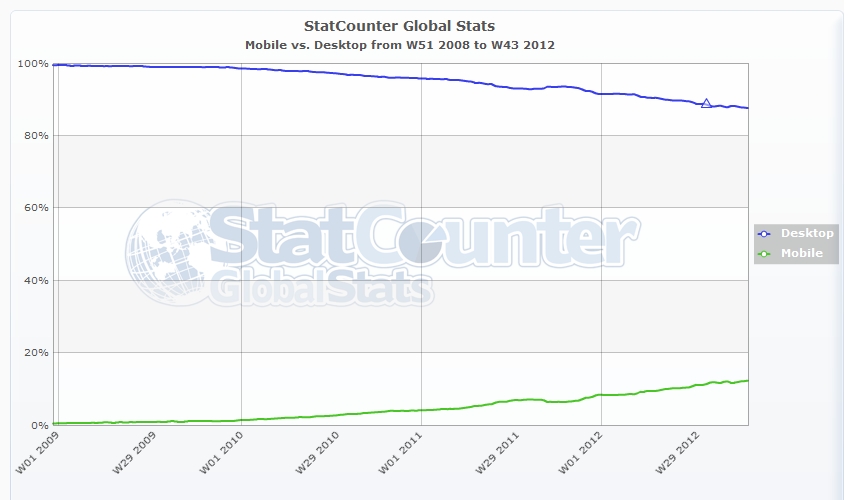 StatCounter Global Stats
Mobile vs. Desktop from W51 2008 to W43 2012
100%
80%
60%
40%
20%
0%
StatCounter
GlobalStats
Desktop
Mobile
W01 2009
W29 2009
W01 2010
W29 2010
W01 2011
W29 2011
W01 2012
W29 2012